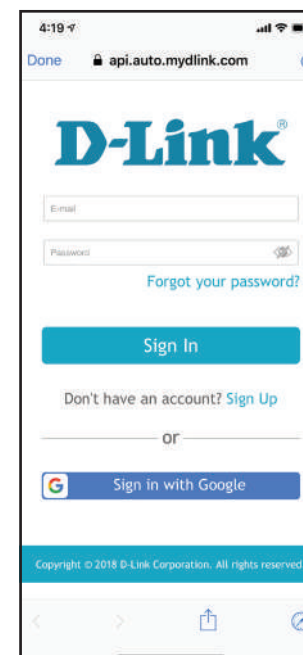 4:19
Done api.auto.mydlink.com
D-Link®
E-mail
Password
Forgot your password?
Sign In
Don't have an account? Sign Up
or
G Sign in with Google
Copyright © 2018 D-Link Corporation. All rights reserved